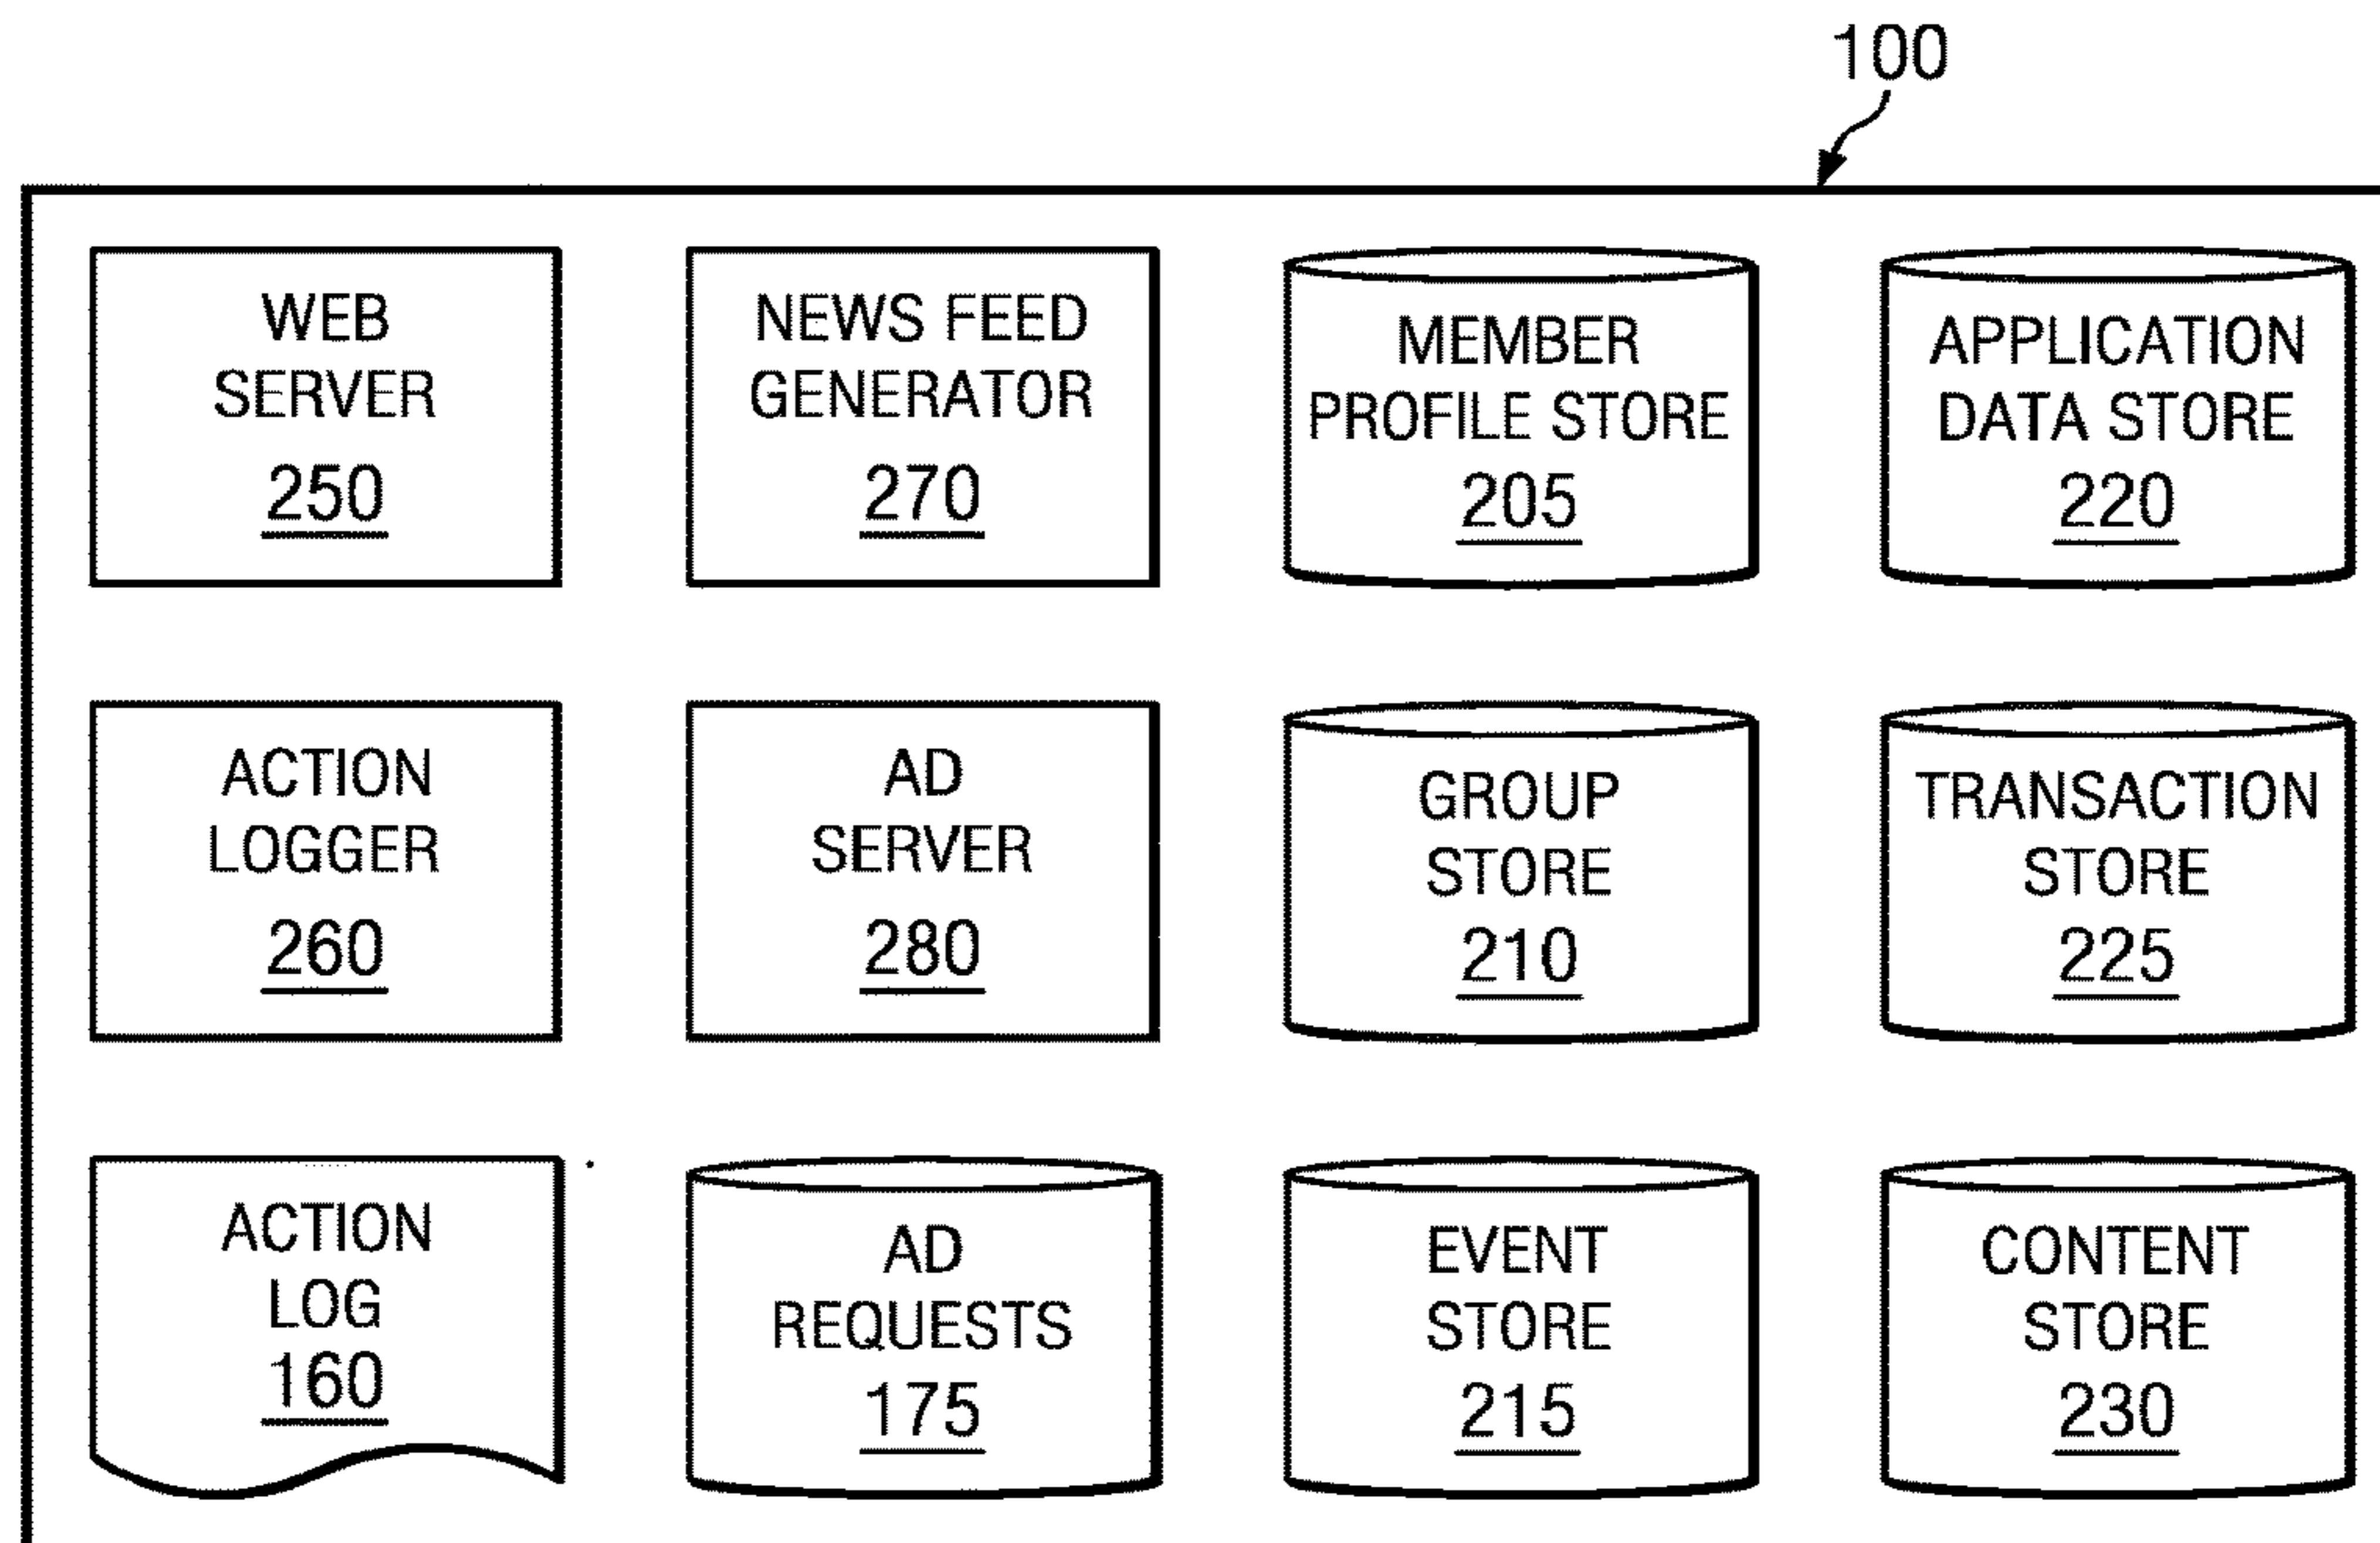 100
WEB
SERVER
250
NEWS FEED
GENERATOR
270
MEMBER
PROFILE STORE
205
APPLICATION
DATA STORE
220
ACTION
LOGGER
260
AD
SERVER
280
GROUP
STORE
210
TRANSACTION
STORE
225
ACTION
LOG
160
AD
REQUESTS
175
EVENT
STORE
215
CONTENT
STORE
230